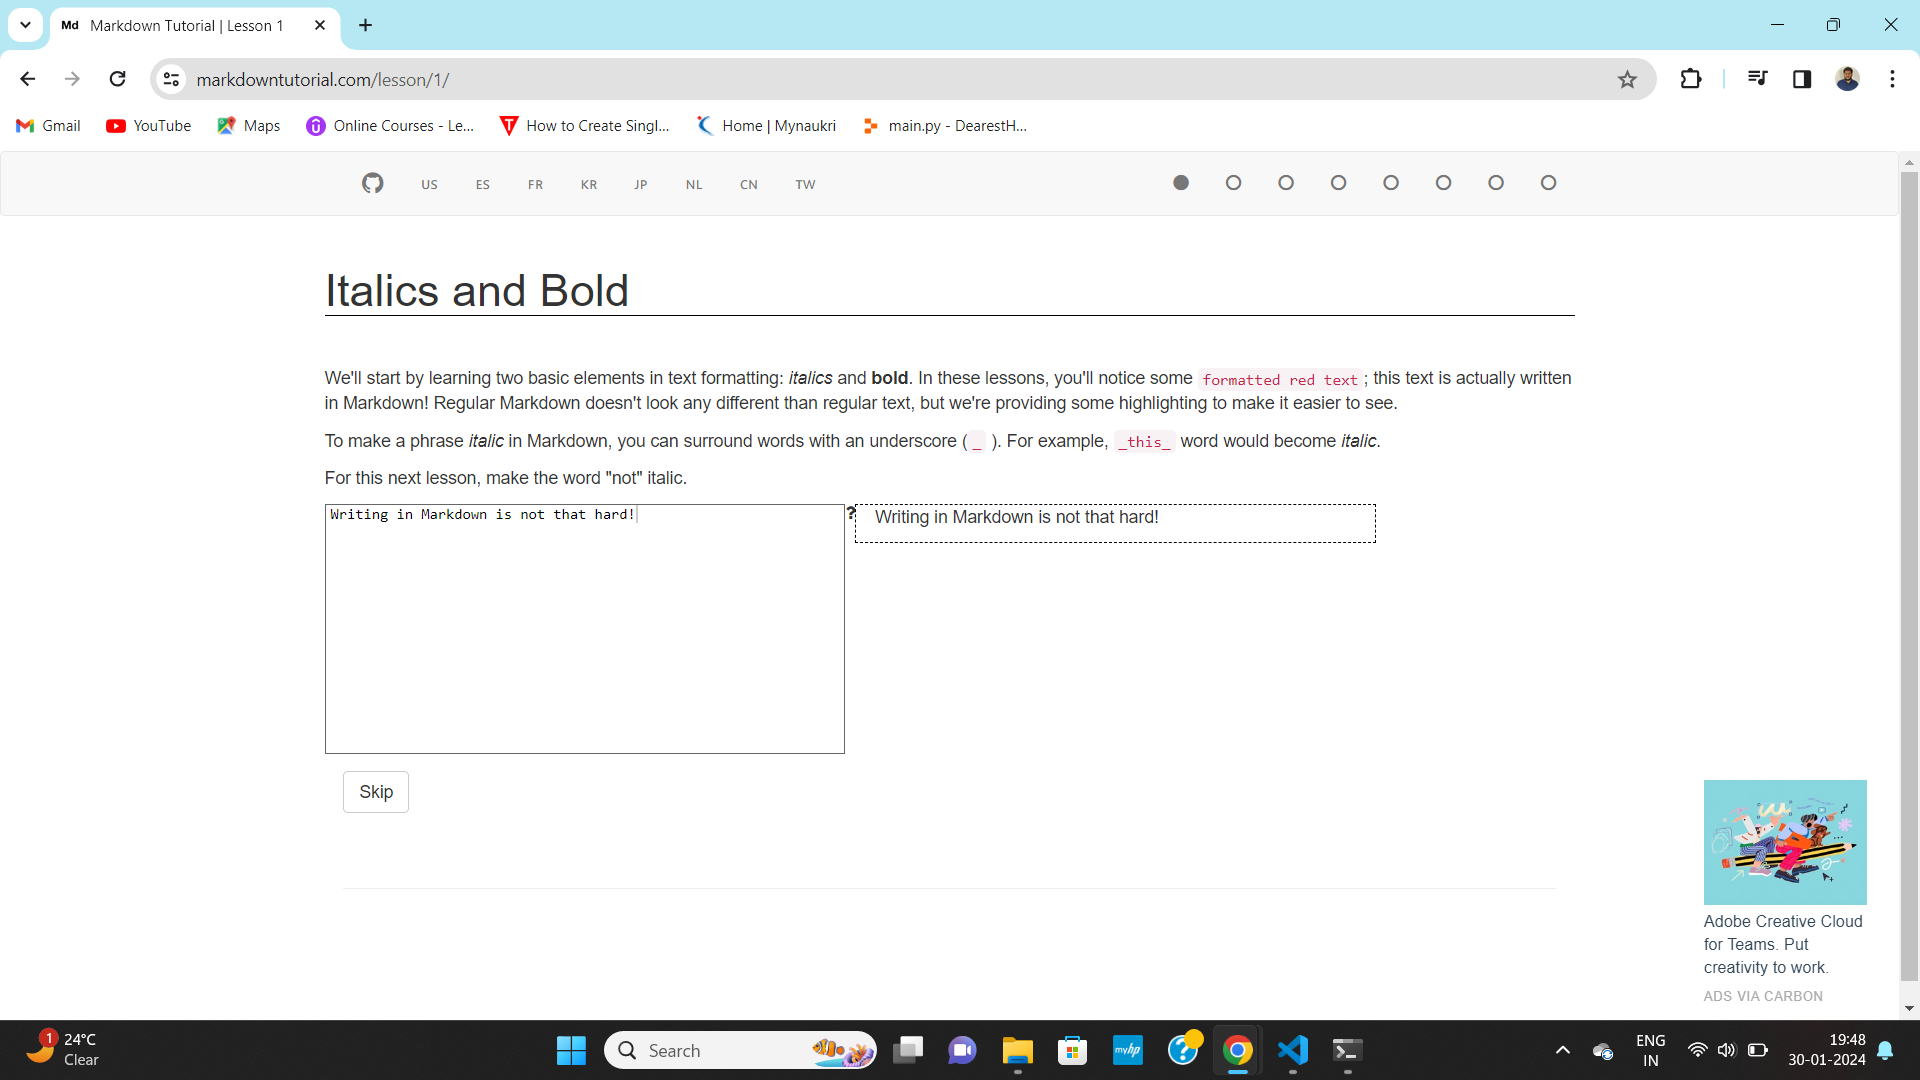 Md Markdown Tutorial | Lesson 1
markdowntutorial.com/lesson/1/
Gmail YouTube Maps Online Courses - Le... How to Create Singl... Home | Mynaukri main.py - DearestH...
US ES FR KR JP NL CN TW
Italics and Bold
We'll start by learning two basic elements in text formatting: italics and bold. In these lessons, you'll notice some formatted red text ; this text is actually written
in Markdown! Regular Markdown doesn't look any different than regular text, but we're providing some highlighting to make it easier to see.
To make a phrase italic in Markdown, you can surround words with an underscore ( _ ). For example, _this_ word would become italic.
For this next lesson, make the word "not" italic.
Writing in Markdown is not that hard!
?
Writing in Markdown is not that hard!
Skip
Adobe Creative Cloud
for Teams. Put
creativity to work.
ADS VIA CARBON
1
24°C
Clear
Search
myhp
ENG
IN
19:48
30-01-2024